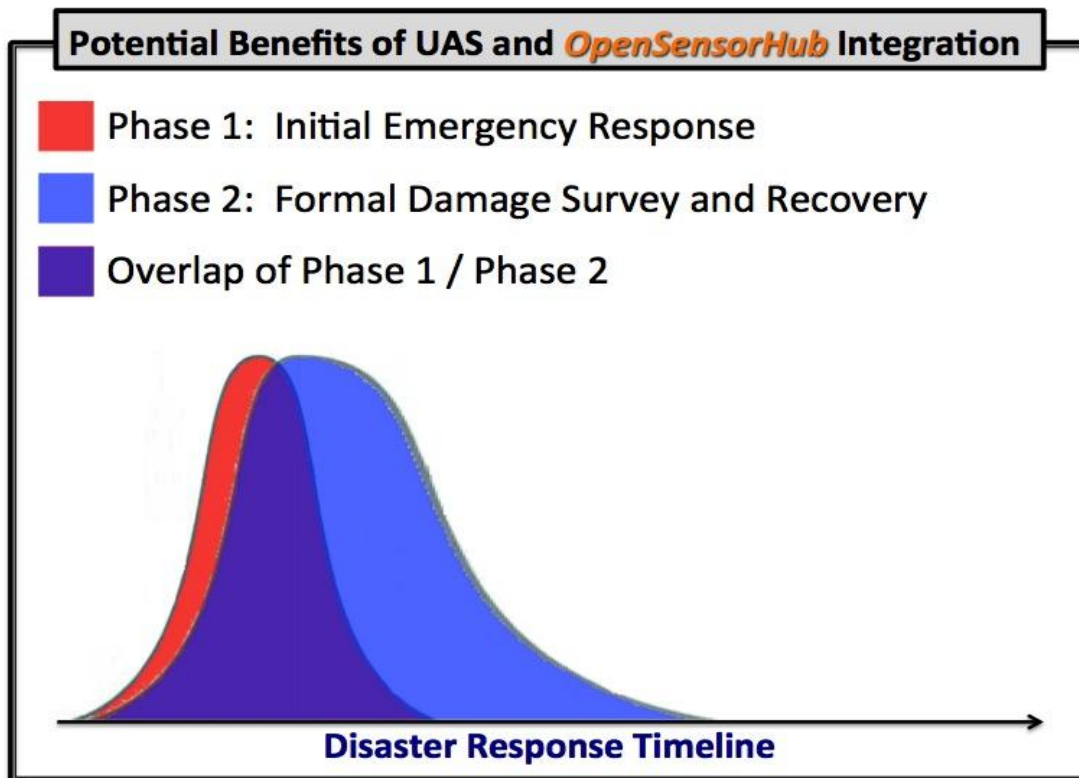 Potential Benefits of UAS and OpenSensorHub Integration
Phase 1: Initial Emergency Response
Phase 2: Formal Damage Survey and Recovery
Overlap of Phase 1 / Phase 2
Disaster Response Timeline